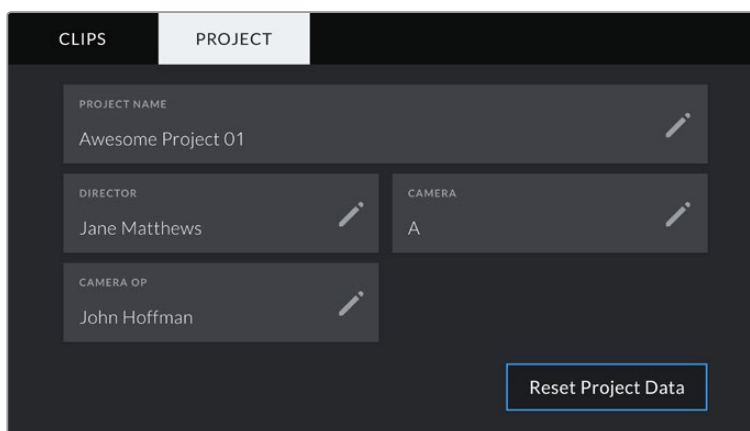 CLIPS PROJECT
PROJECT NAME
Awesome Project 01
DIRECTOR
Jane Matthews
CAMERA
A
CAMERA OP
John Hoffman
Reset Project Data